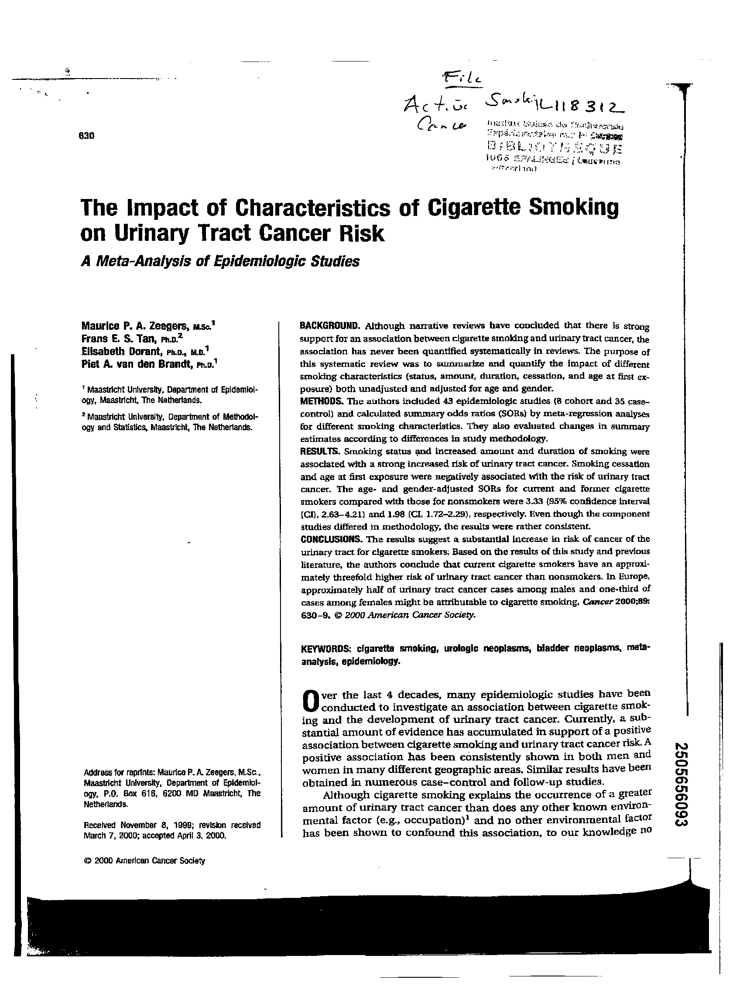 9
File
Active Smoking L118312
Cancer
BIBLIOTHEQUE
630
The Impact of Characteristics of Cigarette Smoking
on Urinary Tract Cancer Risk
A Meta-Analysis of Epidemiologic Studies
Maurice P. A. Zeegers, M.Sc.¹
Frans E. S. Tan, Ph.D.²
Elisabeth Dorant, Ph.D., M.D.¹
Piet A. van den Brandt, Ph.D.¹
¹ Maastricht University, Department of Epidemiol-
ogy, Maastricht, The Netherlands.
² Maastricht University, Department of Methodol-
ogy and Statistics, Maastricht, The Netherlands.
Address for reprints: Maurice P. A. Zeegers, M.Sc.,
Maastricht University, Department of Epidemiol-
ogy, P.O. Box 616, 6200 MD Maastricht, The
Netherlands.
Received November 8, 1999; revision received
March 7, 2000; accepted April 3, 2000.
© 2000 American Cancer Society
BACKGROUND. Although narrative reviews have concluded that there is strong
support for an association between cigarette smoking and urinary tract cancer, the
association has never been quantified systematically in reviews. The purpose of
this systematic review was to summarize and quantify the impact of different
smoking characteristics (status, amount, duration, cessation, and age at first ex-
posure) both unadjusted and adjusted for age and gender.
METHODS. The authors included 43 epidemiologic studies (8 cohort and 35 case–
control) and calculated summary odds ratios (SORs) by meta-regression analyses
for different smoking characteristics. They also evaluated changes in summary
estimates according to differences in study methodology.
RESULTS. Smoking status and increased amount and duration of smoking were
associated with a strong increased risk of urinary tract cancer. Smoking cessation
and age at first exposure were negatively associated with the risk of urinary tract
cancer. The age- and gender-adjusted SORs for current and former cigarette
smokers compared with those for nonsmokers were 3.33 (95% confidence interval
[CI], 2.63–4.21) and 1.98 (CI, 1.72–2.29), respectively. Even though the component
studies differed in methodology, the results were rather consistent.
CONCLUSIONS. The results suggest a substantial increase in risk of cancer of the
urinary tract for cigarette smokers. Based on the results of this study and previous
literature, the authors conclude that current cigarette smokers have an approxi-
mately threefold higher risk of urinary tract cancer than nonsmokers. In Europe,
approximately half of urinary tract cancer cases among males and one-third of
cases among females might be attributable to cigarette smoking. Cancer 2000;89:
630–9. © 2000 American Cancer Society.
KEYWORDS: cigarette smoking, urologic neoplasms, bladder neoplasms, meta-
analysis, epidemiology.
Over the last 4 decades, many epidemiologic studies have been
conducted to investigate an association between cigarette smok-
ing and the development of urinary tract cancer. Currently, a sub-
stantial amount of evidence has accumulated in support of a positive
association between cigarette smoking and urinary tract cancer risk. A
positive association has been consistently shown in both men and
women in many different geographic areas. Similar results have been
obtained in numerous case–control and follow-up studies.
Although cigarette smoking explains the occurrence of a greater
amount of urinary tract cancer than does any other known environ-
mental factor (e.g., occupation)¹ and no other environmental factor
has been shown to confound this association, to our knowledge no
2505656093